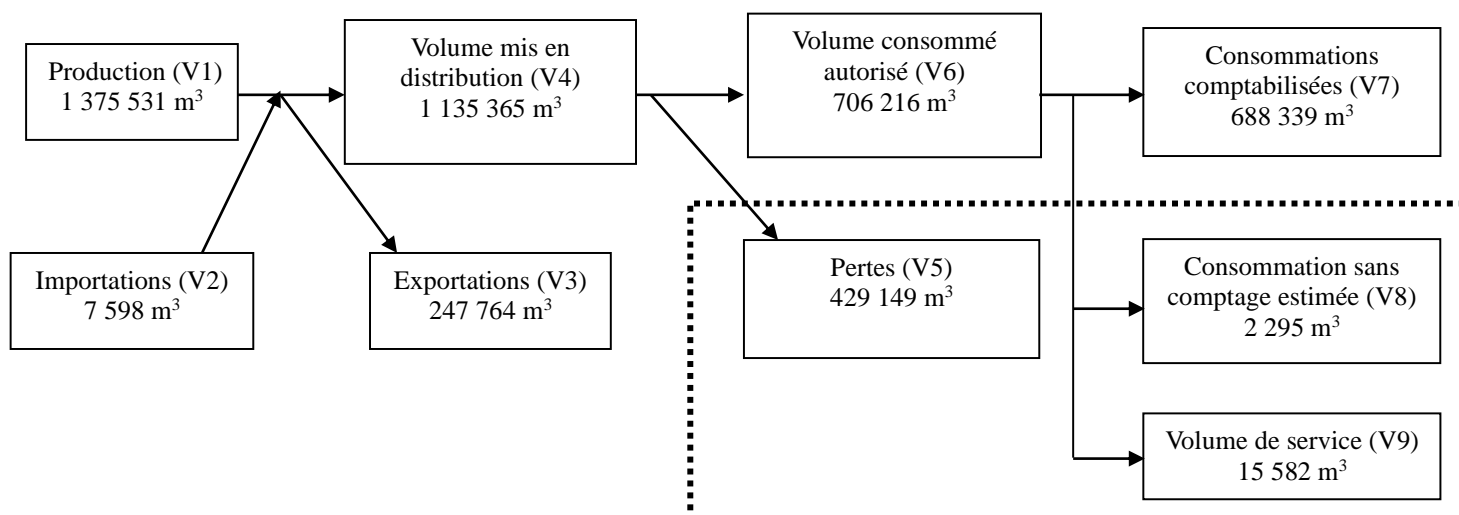 Production (V1)
1 375 531 m³
Volume mis en
distribution (V4)
1 135 365 m³
Volume consommé
autorisé (V6)
706 216 m³
Consommations
comptabilisées (V7)
688 339 m³
Importations (V2)
7 598 m³
Exportations (V3)
247 764 m³
Pertes (V5)
429 149 m³
Consommation sans
comptage estimée (V8)
2 295 m³
Volume de service (V9)
15 582 m³